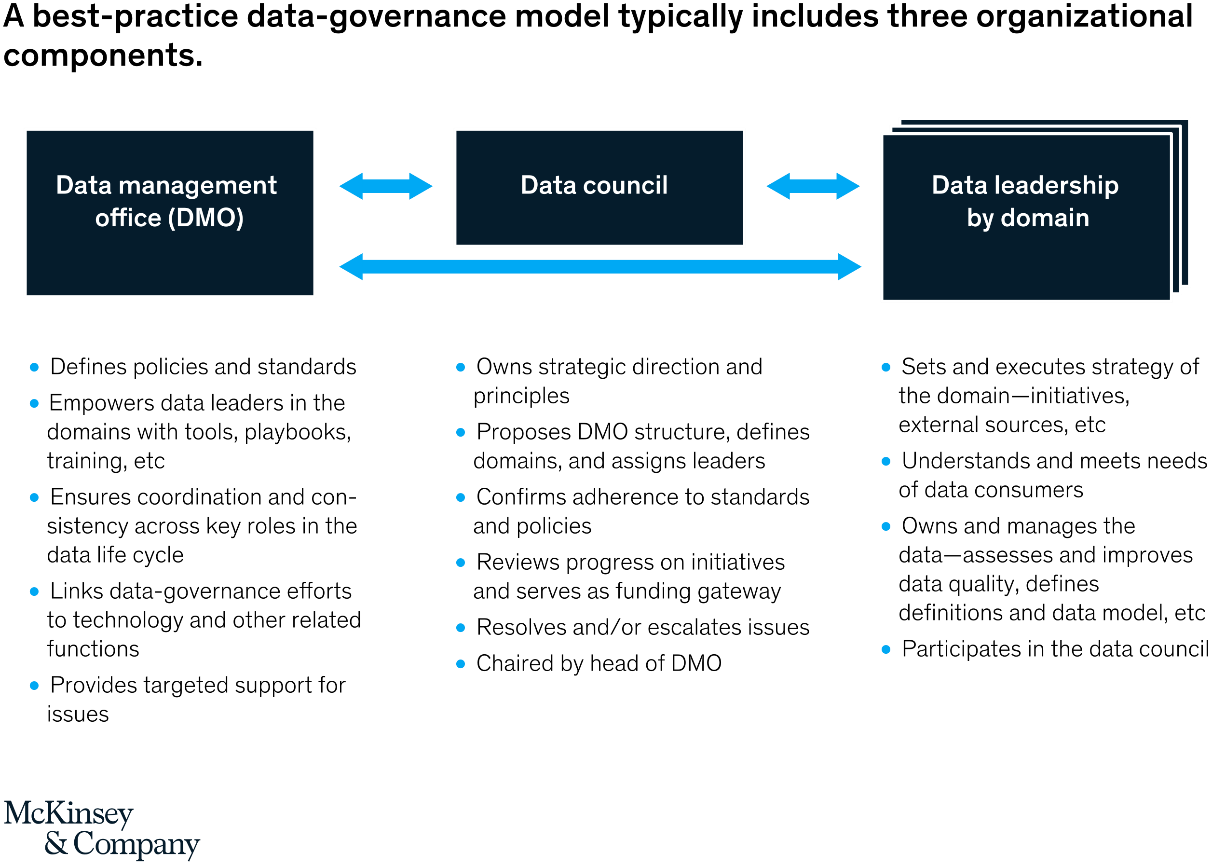 A best-practice data-governance model typically includes three organizational
components.
Data management
office (DMO)
Data council
Data leadership
by domain
• Defines policies and standards
• Empowers data leaders in the
domains with tools, playbooks,
training, etc
• Ensures coordination and con-
sistency across key roles in the
data life cycle
• Links data-governance efforts
to technology and other related
functions
• Provides targeted support for
issues
• Owns strategic direction and
principles
• Proposes DMO structure, defines
domains, and assigns leaders
• Confirms adherence to standards
and policies
• Reviews progress on initiatives
and serves as funding gateway
• Resolves and/or escalates issues
• Chaired by head of DMO
• Sets and executes strategy of
the domain—initiatives,
external sources, etc
• Understands and meets needs
of data consumers
• Owns and manages the
data—assesses and improves
data quality, defines
definitions and data model, etc
• Participates in the data council
McKinsey
& Company